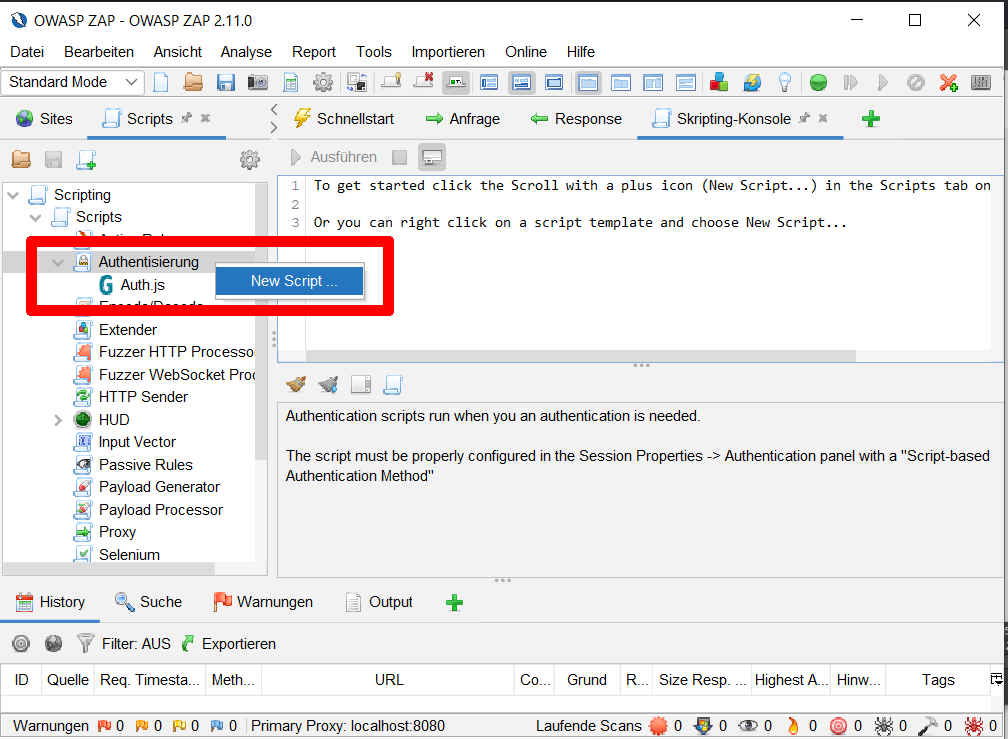 OWASP ZAP - OWASP ZAP 2.11.0
Datei Bearbeiten Ansicht Analyse Report Tools Importieren Online Hilfe
Standard Mode
Sites Scripts Schnellstart Anfrage Response Skripting-Konsole
Ausführen
Scripting
Scripts
1 To get started click the Scroll with a plus icon (New Script...) in the Scripts tab on
2
3 Or you can right click on a script template and choose New Script...
Authentisierung
New Script ...
Auth.js
Extender
Fuzzer HTTP Processo
Fuzzer WebSocket Proc
HTTP Sender
HUD
Input Vector
Passive Rules
Payload Generator
Payload Processor
Proxy
Selenium
Authentication scripts run when you an authentication is needed.
The script must be properly configured in the Session Properties -> Authentication panel with a "Script-based
Authentication Method"
History Suche Warnungen Output
Filter: AUS Exportieren
ID Quelle Req. Timesta... Meth... URL Co... Grund R... Size Resp. ... Highest A... Hinw... Tags
Warnungen 0 0 0 0 Primary Proxy: localhost:8080 Laufende Scans 0 0 0 0 0 0 0 0